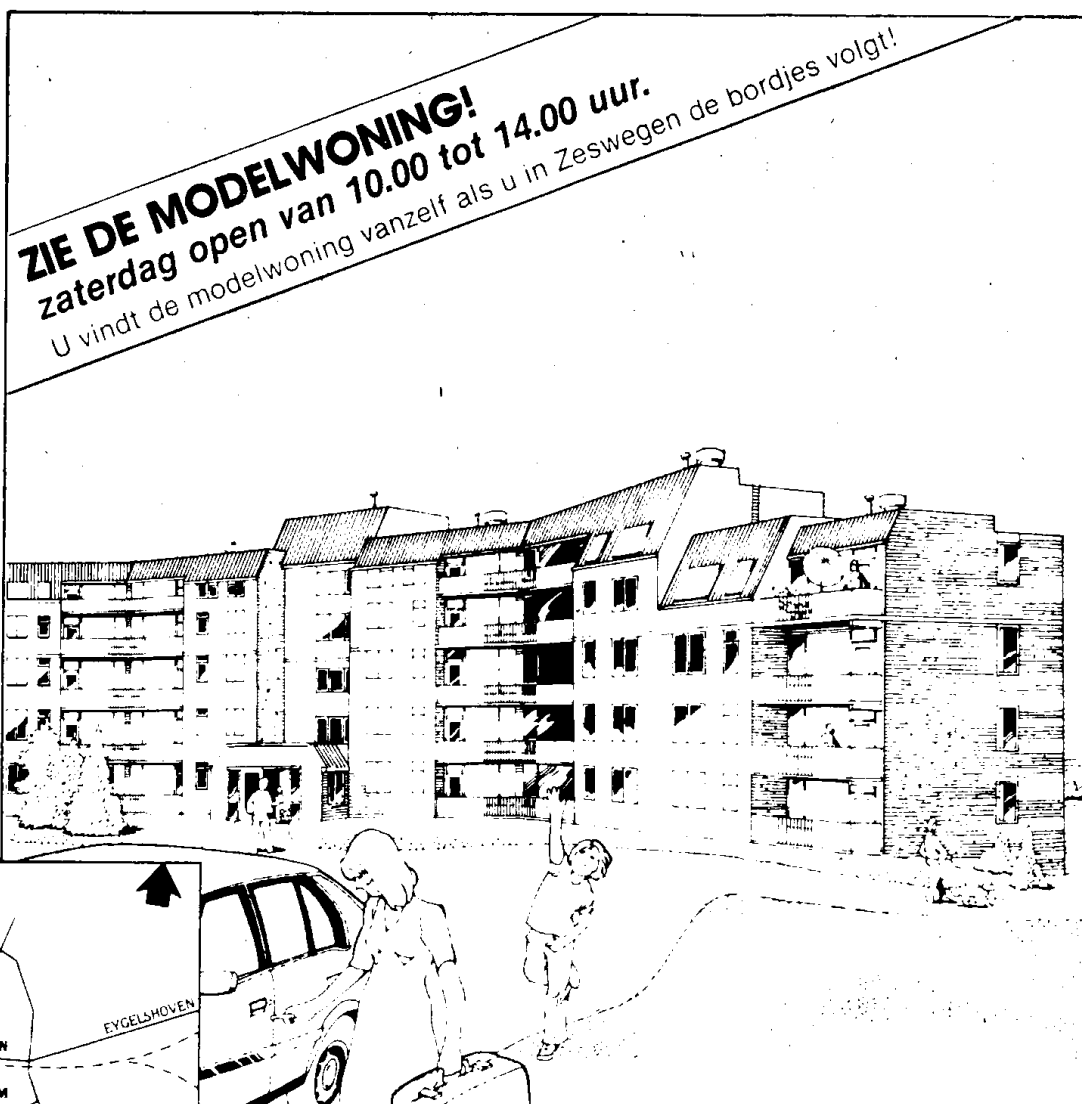 ZIE DE MODELWONING!
zaterdag open van 10.00 tot 14.00 uur.
U vindt de modelwoning vanzelf als u in Zeswegen de bordjes volgt!
EYGELSHOVEN
N
M